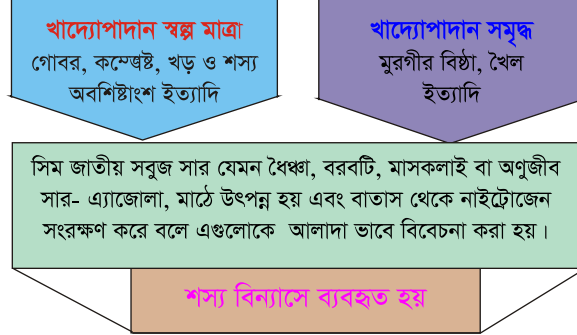 খাদ্যোপাদান স্বল্প মাত্রা
গোবর, কম্পোষ্ট, খড় ও শস্য
অবশিষ্টাংশ ইত্যাদি
খাদ্যোপাদান সমৃদ্ধ
মুরগীর বিষ্ঠা, খৈল
ইত্যাদি
সিম জাতীয় সবুজ সার যেমন ধৈঞ্চা, বরবটি, মাসকলাই বা অণুজীব
সার- এ্যাজোলা, মাঠে উৎপন্ন হয় এবং বাতাস থেকে নাইট্রোজেন
সংরক্ষণ করে বলে এগুলোকে আলাদা ভাবে বিবেচনা করা হয়।
শস্য বিন্যাসে ব্যবহৃত হয়